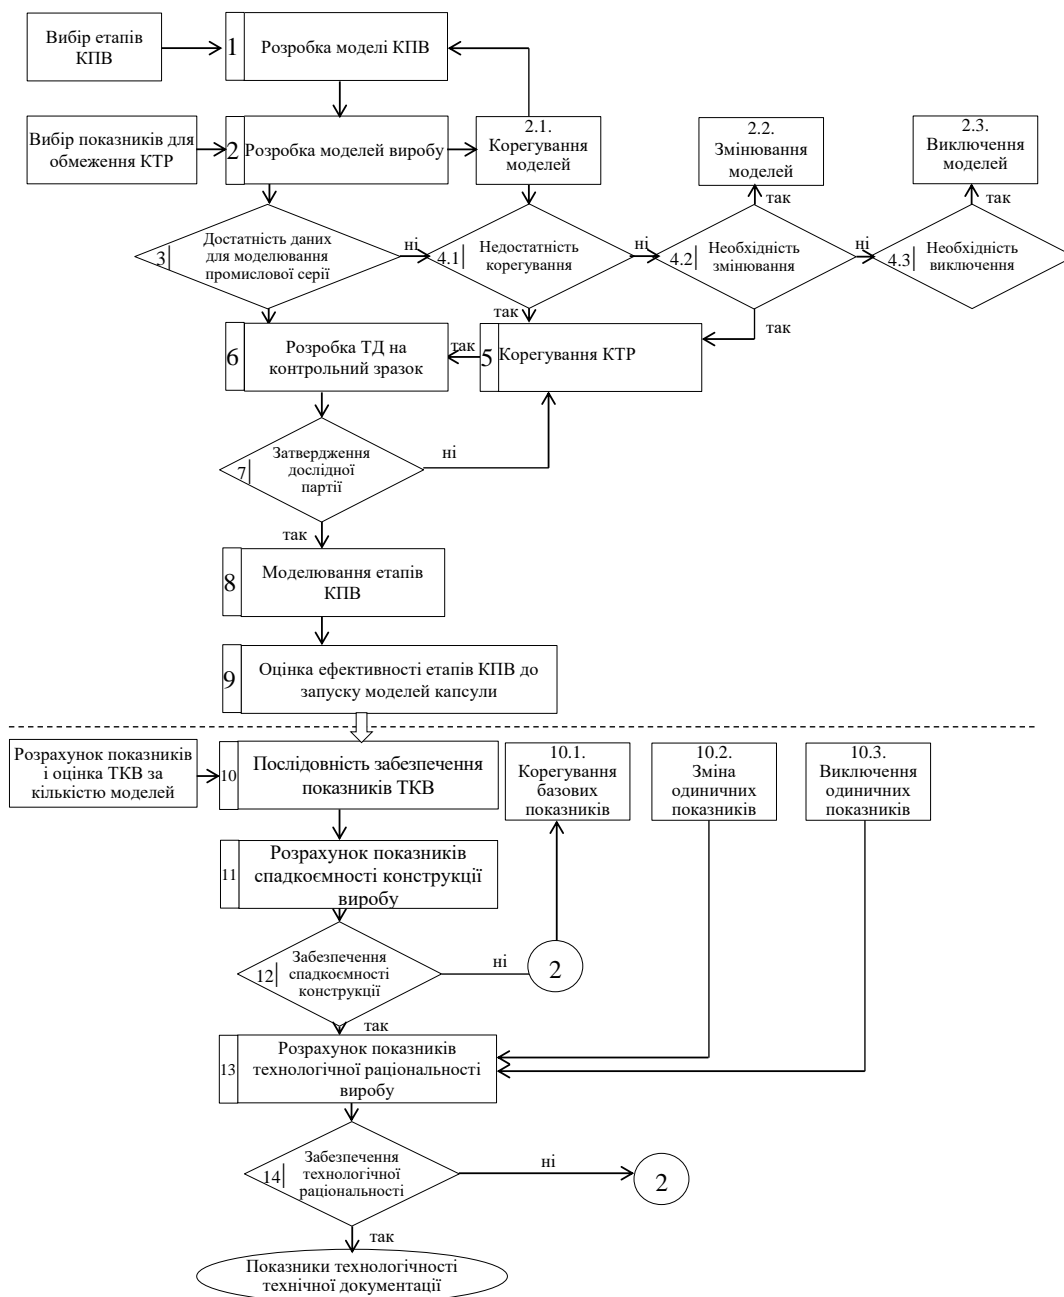 Вибір етапів
КПВ
1
Розробка моделі КПВ
Вибір показників для
обмеження КТР
2
Розробка моделей виробу
2.1.
Корегування
моделей
2.2.
Змінювання
моделей
2.3.
Виключення
моделей
так
так
3
Достатність даних
для моделювання
промислової серії
ні
4.1
Недостатність
корегування
ні
4.2
Необхідність
змінювання
ні
4.3
Необхідність
виключення
так
так
6
Розробка ТД на
контрольний зразок
так
5
Корегування КТР
7
Затвердження
дослідної
партії
ні
так
8
Моделювання етапів
КПВ
9
Оцінка ефективності етапів КПВ до
запуску моделей капсули
Розрахунок показників
і оцінка ТКВ за
кількістю моделей
10
Послідовність забезпечення
показників ТКВ
10.1.
Корегування
базових
показників
10.2.
Зміна
одиничних
показників
10.3.
Виключення
одиничних
показників
11
Розрахунок показників
спадкоємності конструкції
виробу
12
Забезпечення
спадкоємності
конструкції
ні
2
так
13
Розрахунок показників
технологічної раціональності
виробу
14
Забезпечення
технологічної
раціональності
ні
2
так
Показники технологічності
технічної документації